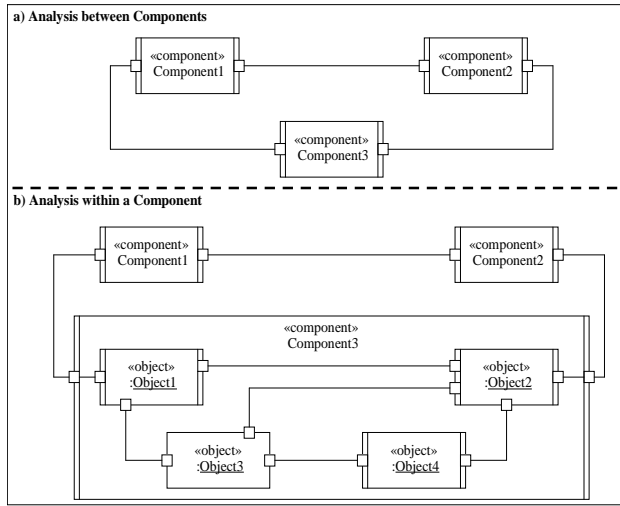 a) Analysis between Components
«component»
Component1
«component»
Component2
«component»
Component3
b) Analysis within a Component
«component»
Component1
«component»
Component2
«component»
Component3
«object»
:Object1
«object»
:Object2
«object»
:Object3
«object»
:Object4